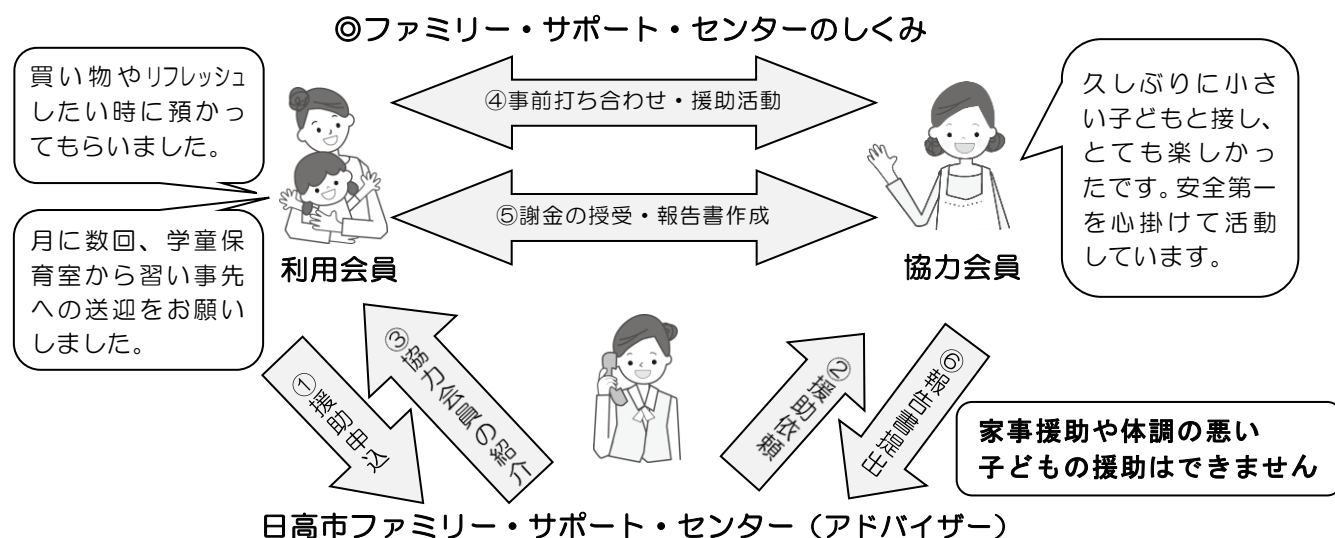 ◎ファミリー・サポート・センターのしくみ
買い物やリフレッシュ
したい時に預かっ
てもらいました。
月に数回、学童保
育室から習い事先
への送迎をお願い
しました。
利用会員
④事前打ち合わせ・援助活動
⑤謝金の授受・報告書作成
協力会員
久しぶりに小さ
い子どもと接し、
とても楽しかっ
たです。安全第一
を心掛けて活動
しています。
①援助申込
③協力会員の紹介
②援助依頼
⑥報告書提出
家事援助や体調の悪い
子どもの援助はできません
日高市ファミリー・サポート・センター（アドバイザー）